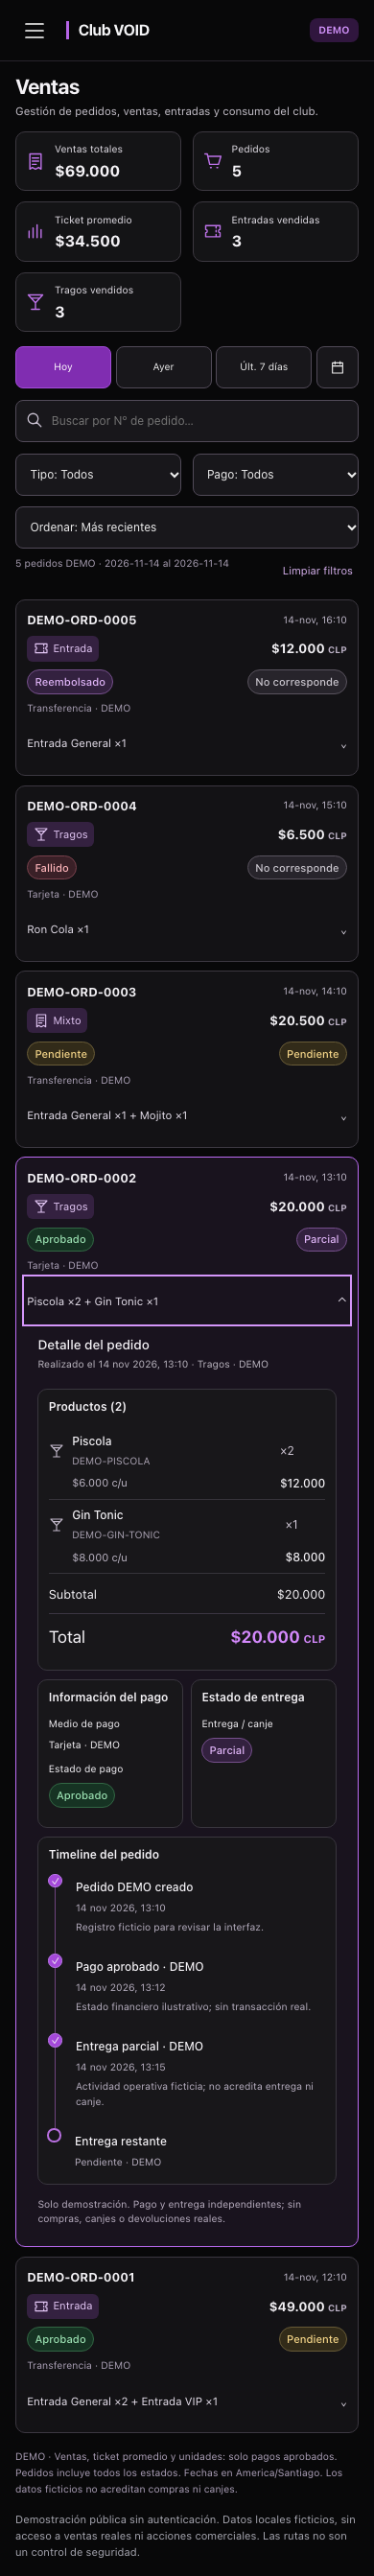 Club VOID
DEMO
Ventas
Gestión de pedidos, ventas, entradas y consumo del club.
Ventas totales
$69.000
Pedidos
5
Ticket promedio
$34.500
Entradas vendidas
3
Tragos vendidos
3
Hoy
Ayer
Últ. 7 días
Buscar por N° de pedido...
Tipo: Todos
Pago: Todos
Ordenar: Más recientes
5 pedidos DEMO · 2026-11-14 al 2026-11-14
Limpiar filtros
DEMO-ORD-0005
14-nov, 16:10
Entrada
$12.000 CLP
Reembolsado
No corresponde
Transferencia · DEMO
Entrada General ×1
DEMO-ORD-0004
14-nov, 15:10
Tragos
$6.500 CLP
Fallido
No corresponde
Tarjeta · DEMO
Ron Cola ×1
DEMO-ORD-0003
14-nov, 14:10
Mixto
$20.500 CLP
Pendiente
Pendiente
Transferencia · DEMO
Entrada General ×1 + Mojito ×1
DEMO-ORD-0002
14-nov, 13:10
Tragos
$20.000 CLP
Aprobado
Parcial
Tarjeta · DEMO
Piscola ×2 + Gin Tonic ×1
Detalle del pedido
Realizado el 14 nov 2026, 13:10 · Tragos · DEMO
Productos (2)
Piscola
×2
DEMO-PISCOLA
$6.000 c/u
$12.000
Gin Tonic
×1
DEMO-GIN-TONIC
$8.000 c/u
$8.000
Subtotal
$20.000
Total
$20.000 CLP
Información del pago
Medio de pago
Tarjeta · DEMO
Estado de pago
Aprobado
Estado de entrega
Entrega / canje
Parcial
Timeline del pedido
Pedido DEMO creado
14 nov 2026, 13:10
Registro ficticio para revisar la interfaz.
Pago aprobado · DEMO
14 nov 2026, 13:12
Estado financiero ilustrativo; sin transacción real.
Entrega parcial · DEMO
14 nov 2026, 13:15
Actividad operativa ficticia; no acredita entrega ni
canje.
Entrega restante
Pendiente · DEMO
Solo demostración. Pago y entrega independientes; sin
compras, canjes o devoluciones reales.
DEMO-ORD-0001
14-nov, 12:10
Entrada
$49.000 CLP
Aprobado
Pendiente
Transferencia · DEMO
Entrada General ×2 + Entrada VIP ×1
DEMO · Ventas, ticket promedio y unidades: solo pagos aprobados.
Pedidos incluye todos los estados. Fechas en America/Santiago. Los
datos ficticios no acreditan compras ni canjes.
Demostración pública sin autenticación. Datos locales ficticios, sin
acceso a ventas reales ni acciones comerciales. Las rutas no son
un control de seguridad.